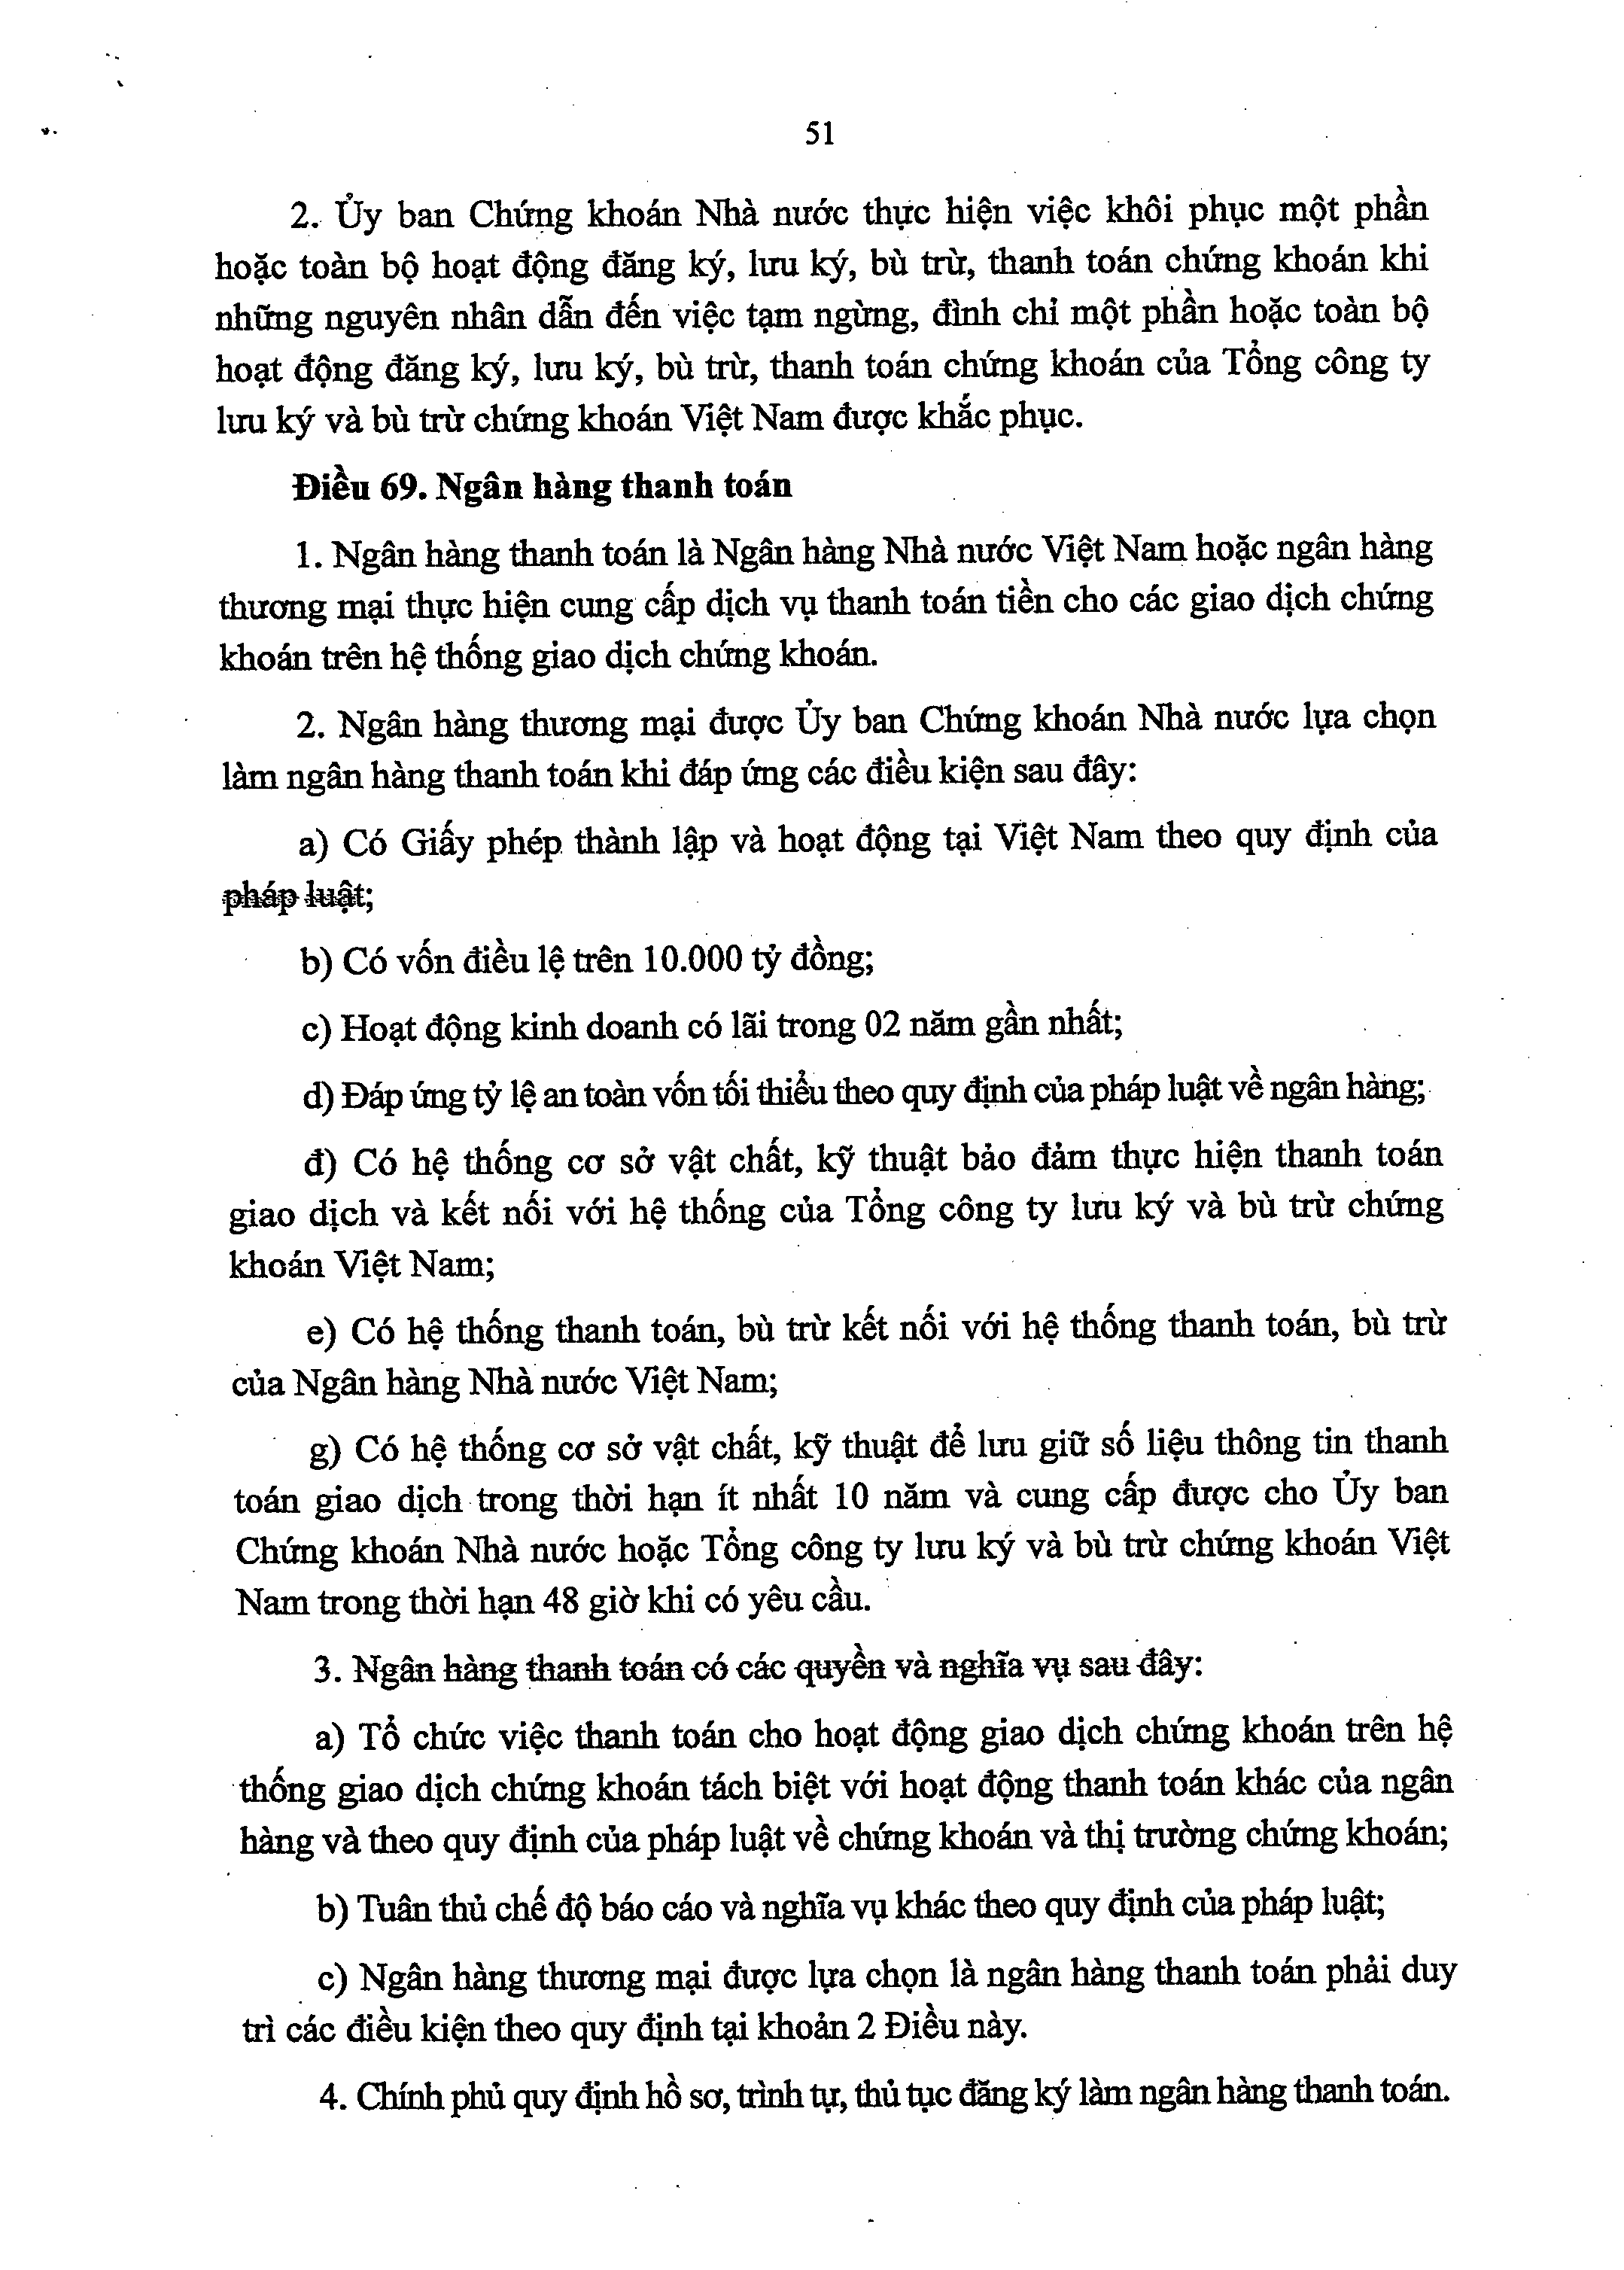 51
2. Ủy ban Chứng khoán Nhà nước thực hiện việc khôi phục một phần
hoặc toàn bộ hoạt động đăng ký, lưu ký, bù trừ, thanh toán chứng khoán khi
những nguyên nhân dẫn đến việc tạm ngừng, đình chỉ một phần hoặc toàn bộ
hoạt động đăng ký, lưu ký, bù trừ, thanh toán chứng khoán của Tổng công ty
lưu ký và bù trừ chứng khoán Việt Nam được khắc phục.
Điều 69. Ngân hàng thanh toán
1. Ngân hàng thanh toán là Ngân hàng Nhà nước Việt Nam hoặc ngân hàng
thương mại thực hiện cung cấp dịch vụ thanh toán tiền cho các giao dịch chứng
khoán trên hệ thống giao dịch chứng khoán.
2. Ngân hàng thương mại được Ủy ban Chứng khoán Nhà nước lựa chọn
làm ngân hàng thanh toán khi đáp ứng các điều kiện sau đây:
a) Có Giấy phép thành lập và hoạt động tại Việt Nam theo quy định của
pháp luật;
b) Có vốn điều lệ trên 10.000 tỷ đồng;
c) Hoạt động kinh doanh có lãi trong 02 năm gần nhất;
d) Đáp ứng tỷ lệ an toàn vốn tối thiểu theo quy định của pháp luật về ngân hàng;
đ) Có hệ thống cơ sở vật chất, kỹ thuật bảo đảm thực hiện thanh toán
giao dịch và kết nối với hệ thống của Tổng công ty lưu ký và bù trừ chứng
khoán Việt Nam;
e) Có hệ thống thanh toán, bù trừ kết nối với hệ thống thanh toán, bù trừ
của Ngân hàng Nhà nước Việt Nam;
g) Có hệ thống cơ sở vật chất, kỹ thuật để lưu giữ số liệu thông tin thanh
toán giao dịch trong thời hạn ít nhất 10 năm và cung cấp được cho Ủy ban
Chứng khoán Nhà nước hoặc Tổng công ty lưu ký và bù trừ chứng khoán Việt
Nam trong thời hạn 48 giờ khi có yêu cầu.
3. Ngân hàng thanh toán có các quyền và nghĩa vụ sau đây:
a) Tổ chức việc thanh toán cho hoạt động giao dịch chứng khoán trên hệ
thống giao dịch chứng khoán tách biệt với hoạt động thanh toán khác của ngân
hàng và theo quy định của pháp luật về chứng khoán và thị trường chứng khoán;
b) Tuân thủ chế độ báo cáo và nghĩa vụ khác theo quy định của pháp luật;
c) Ngân hàng thương mại được lựa chọn là ngân hàng thanh toán phải duy
trì các điều kiện theo quy định tại khoản 2 Điều này.
4. Chính phủ quy định hồ sơ, trình tự, thủ tục đăng ký làm ngân hàng thanh toán.